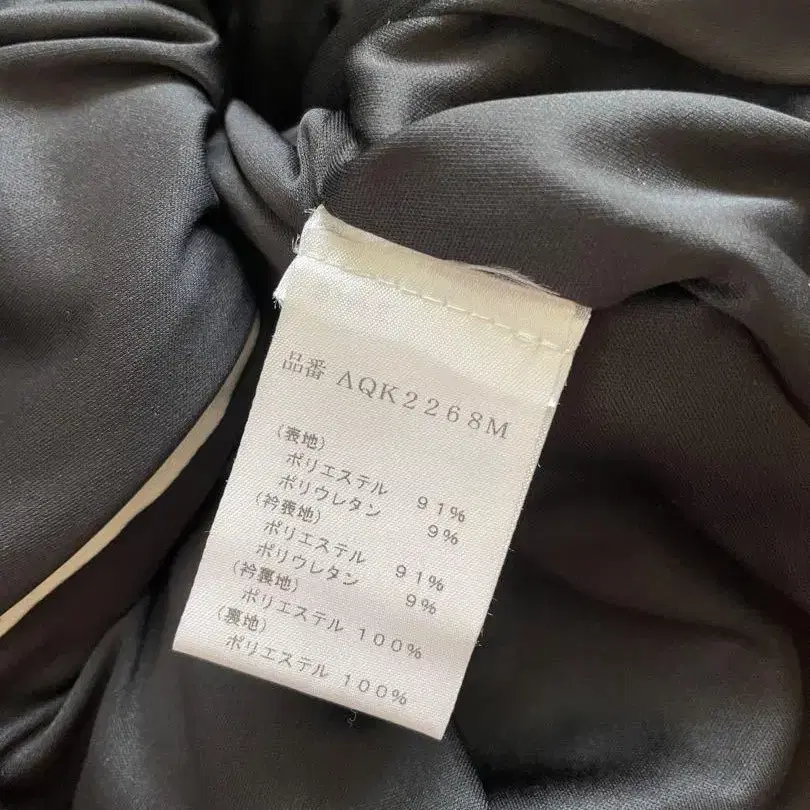 品番 AQK2268M
(表地)
ポリエステル 91%
ポリウレタン 9%
(衿表地)
ポリエステル 91%
ポリウレタン 9%
(衿裏地)
ポリエステル 100%
(裏地)
ポリエステル 100%